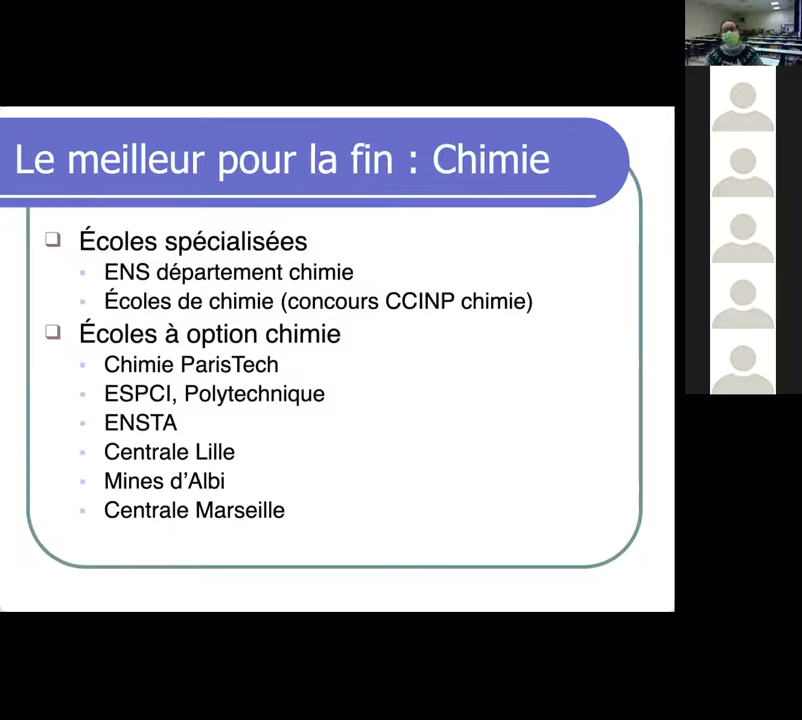 Le meilleur pour la fin : Chimie
Écoles spécialisées
ENS département chimie
Écoles de chimie (concours CCINP chimie)
Écoles à option chimie
Chimie ParisTech
ESPCI, Polytechnique
ENSTA
Centrale Lille
Mines d’Albi
Centrale Marseille